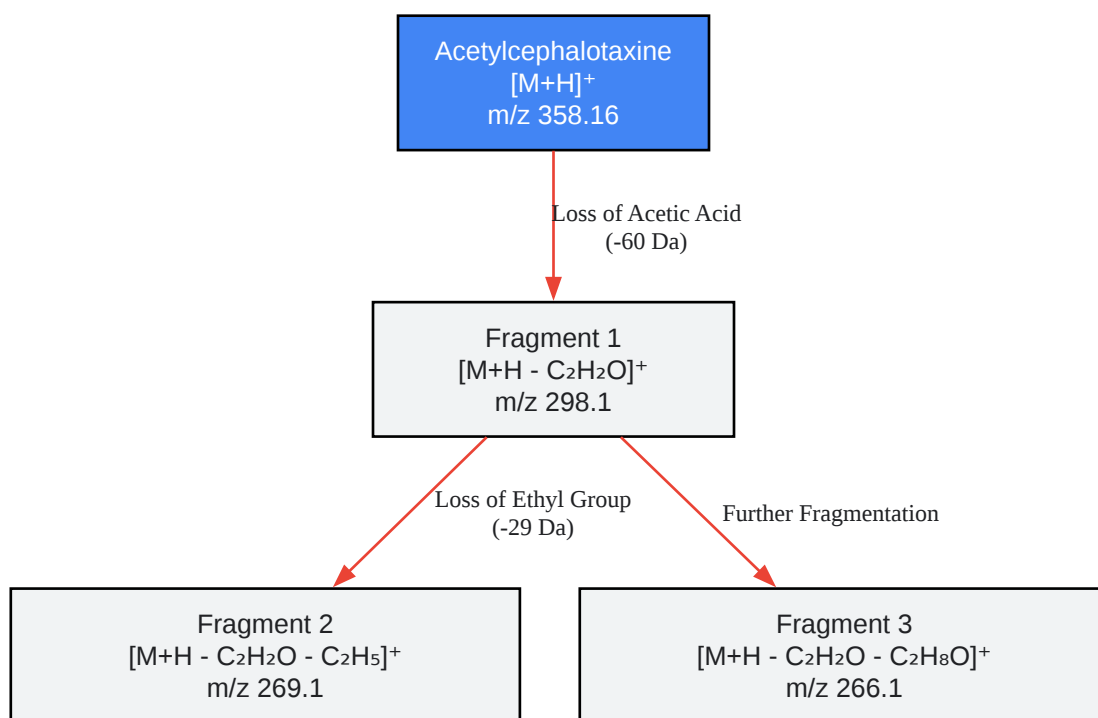 Acetylcephalotaxine
[M+H]⁺
m/z 358.16
Loss of Acetic Acid
(-60 Da)
Fragment 1
[M+H - C₂H₂O]⁺
m/z 298.1
Loss of Ethyl Group
(-29 Da)
Further Fragmentation
Fragment 2
[M+H - C₂H₂O - C₂H₅]⁺
m/z 269.1
Fragment 3
[M+H - C₂H₂O - C₂H₈O]⁺
m/z 266.1